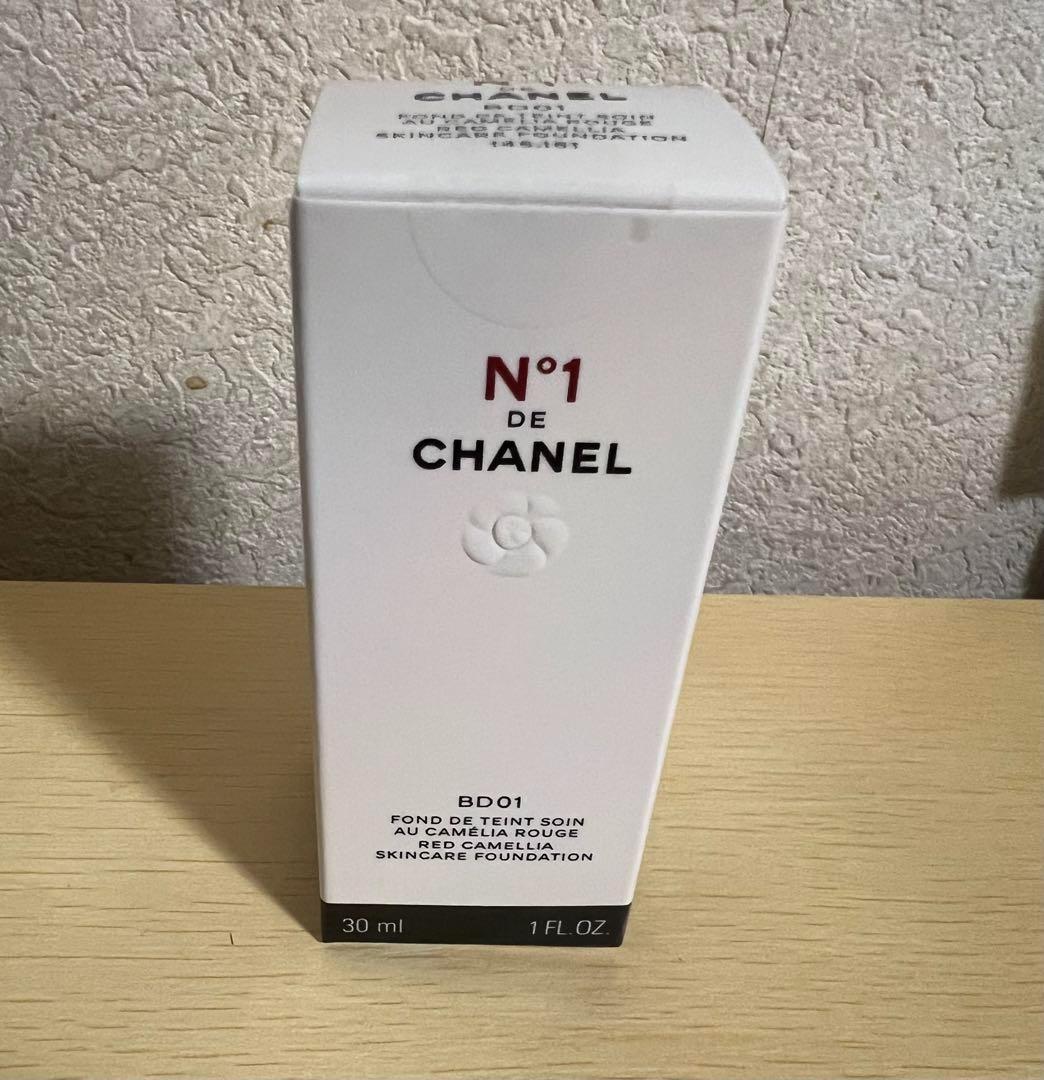 CHANEL
BD01
FOND DE TEINT SOIN
AU CAMÉLIA ROUGE
RED CAMELLIA
SKINCARE FOUNDATION
N°1
DE
CHANEL
BD01
FOND DE TEINT SOIN
AU CAMÉLIA ROUGE
RED CAMELLIA
SKINCARE FOUNDATION
30 ml 1 FL.OZ.